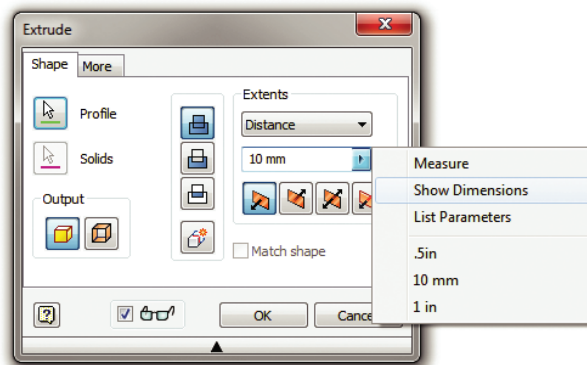 Extrude
Shape
More
Profile
Solids
Output
Extents
Distance
10 mm
Match shape
OK
Cance
Measure
Show Dimensions
List Parameters
.5in
10 mm
1 in